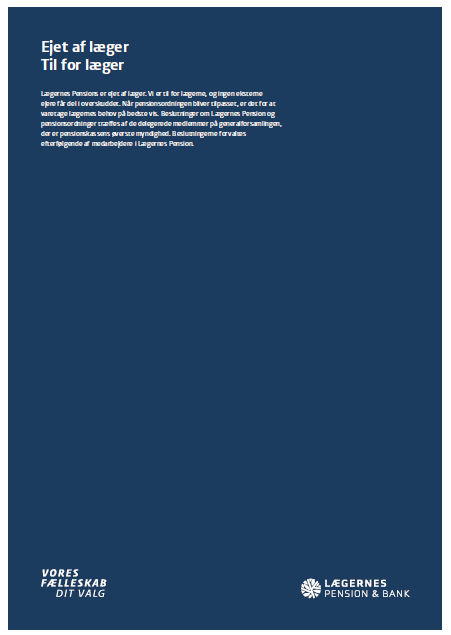 Ejet af læger
Til for læger
Lægernes Pensions er ejet af læger. Vi er til for lægerne, og ingen eksterne
ejere får del i overskuddet. Når pensionsordningen bliver tilpasset, er det for at
varetage lægernes behov på bedste vis. Beslutninger om Lægernes Pension og
pensionsordninger træffes af de delegerede medlemmer på generalforsamlingen,
der er pensionskassens øverste myndighed. Beslutningerne forvaltes
efterfølgende af medarbejdere i Lægernes Pension.
VORES
FÆLLESKAB
DIT VALG
LÆGERNES
PENSION & BANK